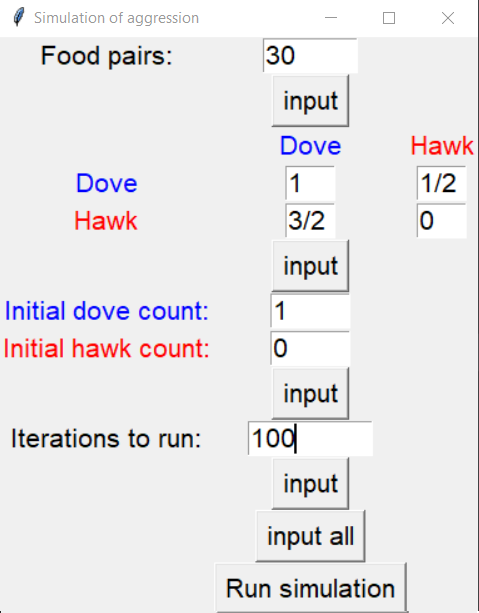 Simulation of aggression
Food pairs: 30
input
Dove Hawk
Dove 1 1/2
Hawk 3/2 0
input
Initial dove count: 1
Initial hawk count: 0
input
Iterations to run: 100
input
input all
Run simulation